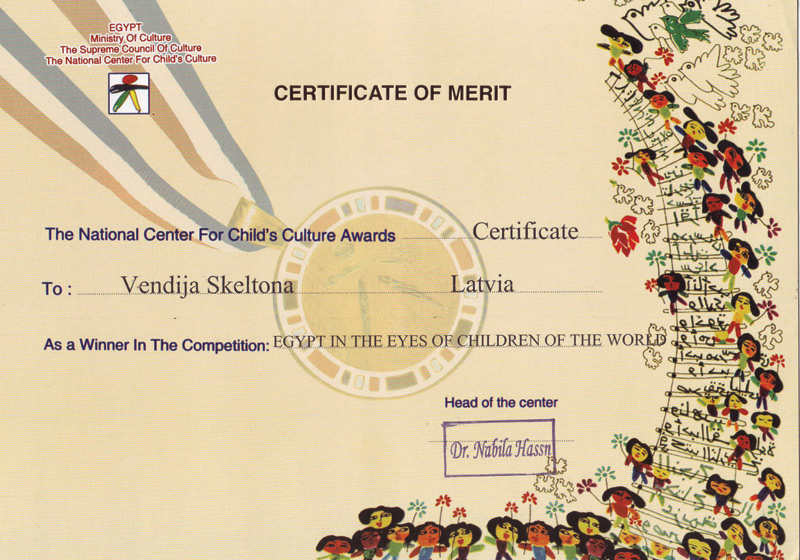 EGYPT
Ministry Of Culture
The Supreme Council Of Culture
The National Center For Child's Culture
CERTIFICATE OF MERIT
The National Center For Child's Culture Awards Certificate
To : Vendija Skeltona Latvia
As a Winner In The Competition: EGYPT IN THE EYES OF CHILDREN OF THE WORLD
Head of the center
Dr. Nabila Hassn